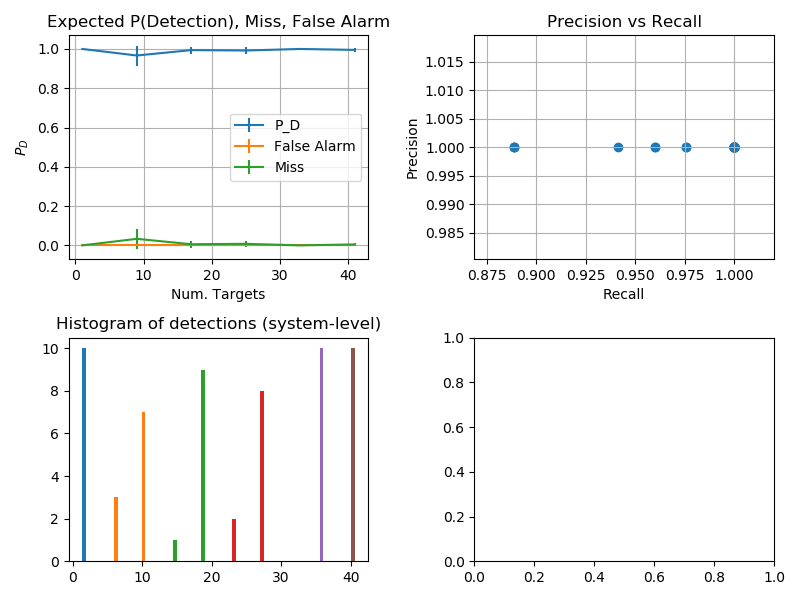 Expected P(Detection), Miss, False Alarm
1.0
0.8
0.6
0.4
0.2
0.0
P_D
P_D
False Alarm
Miss
0 10 20 30 40
Num. Targets
Precision vs Recall
1.015
1.010
1.005
1.000
0.995
0.990
0.985
Precision
0.875 0.900 0.925 0.950 0.975 1.000
Recall
Histogram of detections (system-level)
10
8
6
4
2
0
0 10 20 30 40
1.0
0.8
0.6
0.4
0.2
0.0
0.0 0.2 0.4 0.6 0.8 1.0